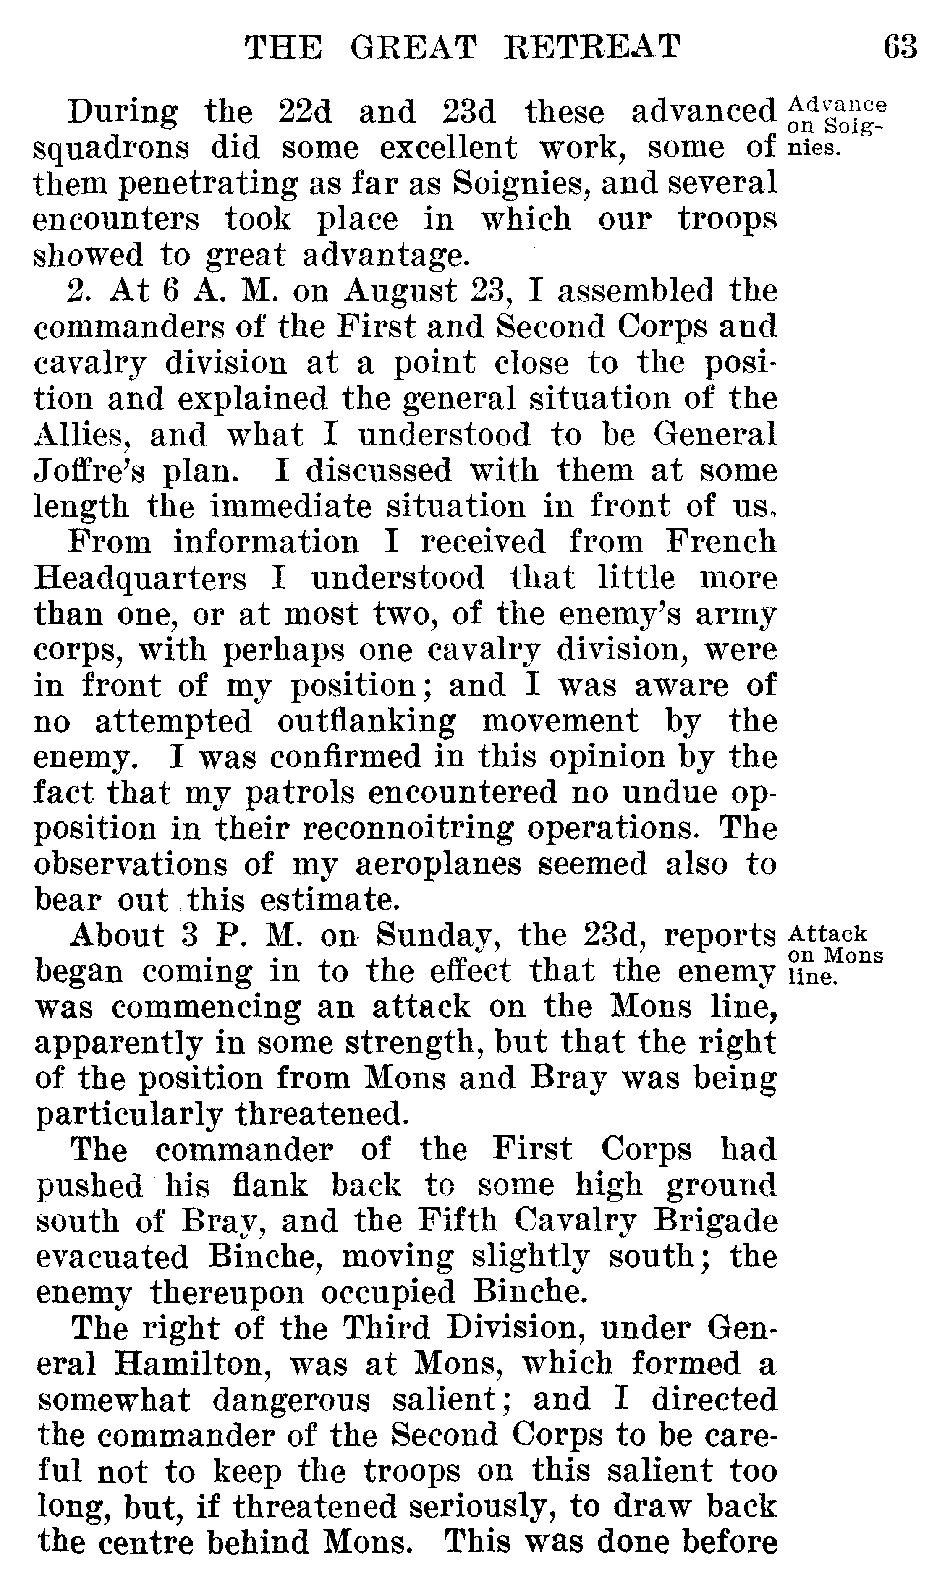 THE GREAT RETREAT 63
During the 22d and 23d these advanced
squadrons did some excellent work, some of
them penetrating as far as Soignies, and several
encounters took place in which our troops
showed to great advantage.
Advance
on Soig-
nies.
2. At 6 A. M. on August 23, I assembled the
commanders of the First and Second Corps and
cavalry division at a point close to the posi-
tion and explained the general situation of the
Allies, and what I understood to be General
Joffre's plan. I discussed with them at some
length the immediate situation in front of us.
From information I received from French
Headquarters I understood that little more
than one, or at most two, of the enemy's army
corps, with perhaps one cavalry division, were
in front of my position; and I was aware of
no attempted outflanking movement by the
enemy. I was confirmed in this opinion by the
fact that my patrols encountered no undue op-
position in their reconnoitring operations. The
observations of my aeroplanes seemed also to
bear out this estimate.
About 3 P. M. on Sunday, the 23d, reports
began coming in to the effect that the enemy
was commencing an attack on the Mons line,
apparently in some strength, but that the right
of the position from Mons and Bray was being
particularly threatened.
Attack
on Mons
line.
The commander of the First Corps had
pushed his flank back to some high ground
south of Bray, and the Fifth Cavalry Brigade
evacuated Binche, moving slightly south; the
enemy thereupon occupied Binche.
The right of the Third Division, under Gen-
eral Hamilton, was at Mons, which formed a
somewhat dangerous salient; and I directed
the commander of the Second Corps to be care-
ful not to keep the troops on this salient too
long, but, if threatened seriously, to draw back
the centre behind Mons. This was done before